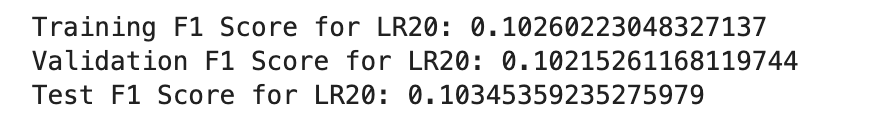 Training F1 Score for LR20: 0.10260223048327137
Validation F1 Score for LR20: 0.10215261168119744
Test F1 Score for LR20: 0.10345359235275979